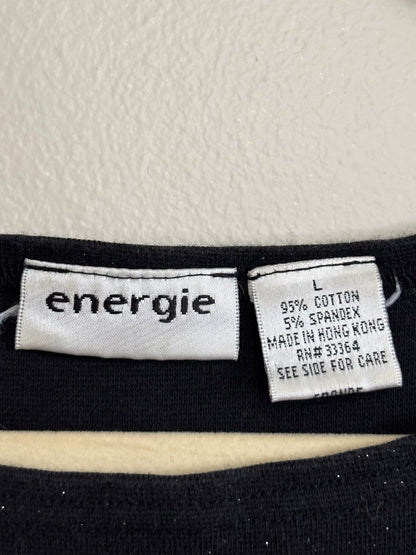 energie
L
95% COTTON
5% SPANDEX
MADE IN HONG KONG
RN# 33364
SEE SIDE FOR CARE